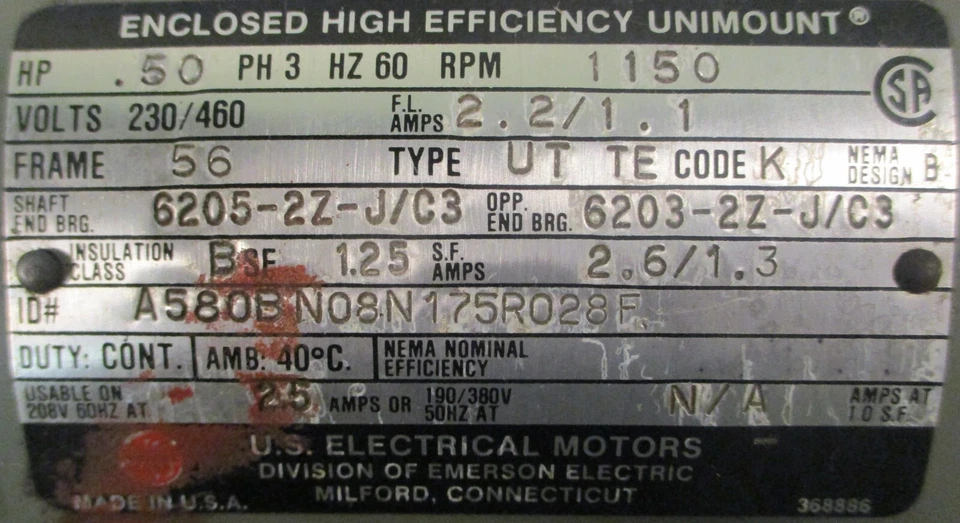 ENCLOSED HIGH EFFICIENCY UNIMOUNT®
HP .50 PH 3 HZ 60 RPM 1150
SA
VOLTS 230/460 F.L. AMPS 2.2/1.1
FRAME 56 TYPE UT TE CODE K NEMA DESIGN B
SHAFT END BRG. 6205-2Z-J/C3 OPP. END BRG. 6203-2Z-J/C3
INSULATION CLASS B SF 1.25 S.F. AMPS 2.6/1.3
ID# A580B N08N175R028F
DUTY: CONT. AMB: 40°C. NEMA NOMINAL EFFICIENCY
USABLE ON 208V 60HZ AT 2.5 AMPS OR 190/380V 50HZ AT N/A AMPS AT 1.0 S.F.
U.S. ELECTRICAL MOTORS
DIVISION OF EMERSON ELECTRIC
MILFORD, CONNECTICUT
MADE IN U.S.A. 368886